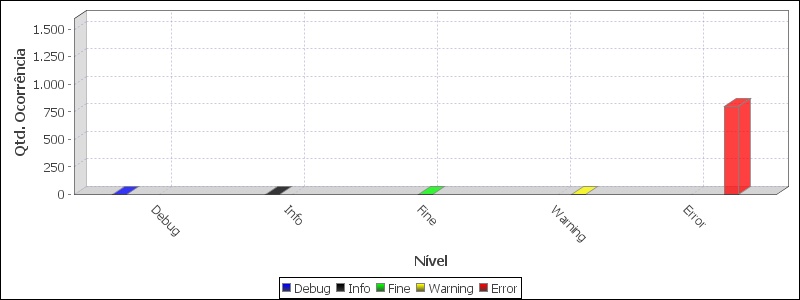 Qtd. Ocorrência
1.500
1.250
1.000
750
500
250
0
Debug
Info
Fine
Warning
Error
Nível
Debug Info Fine Warning Error